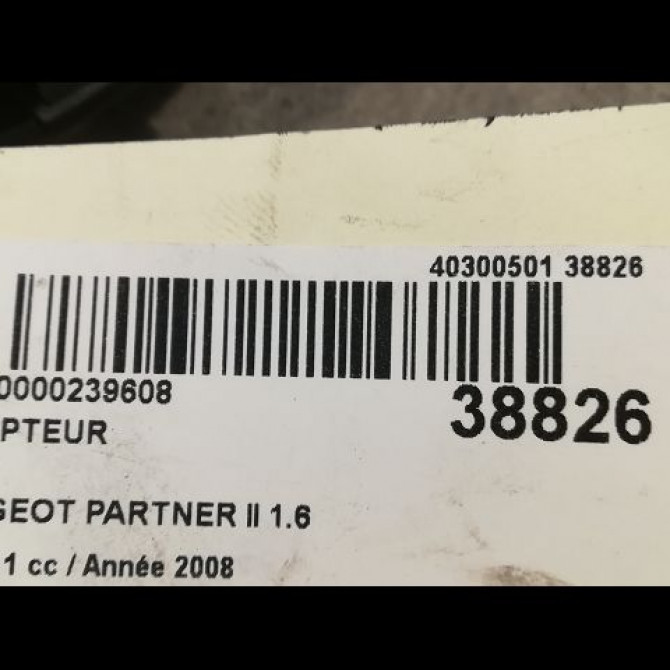 40300501 38826
0000239608
38826
PTEUR
GEOT PARTNER II 1.6
1 cc / Année 2008